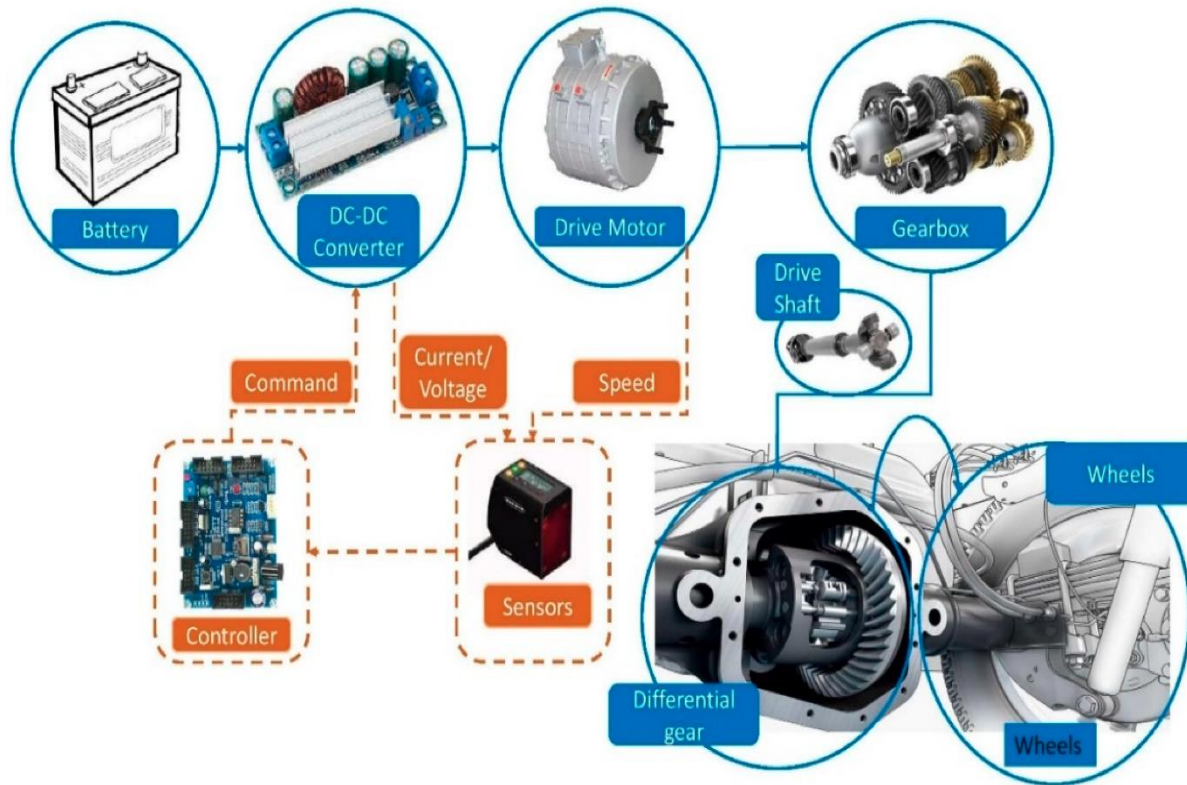 Battery
DC-DC
Converter
Drive Motor
Gearbox
Drive
Shaft
Command
Current/
Voltage
Speed
Controller
Sensors
Wheels
Differential
gear
Wheels